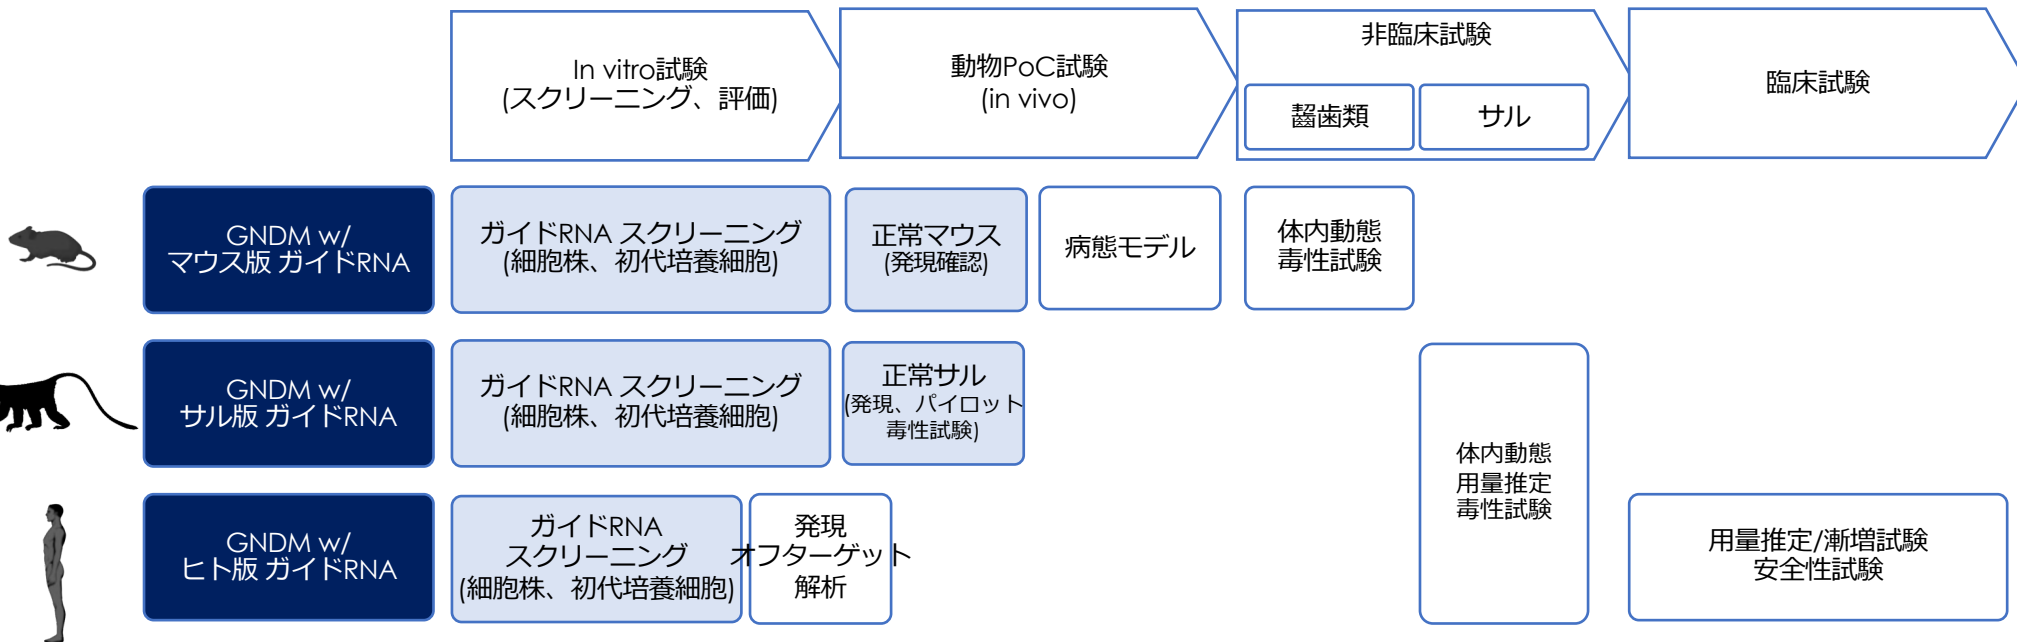 In vitro試験
(スクリーニング、評価)
動物PoC試験
(in vivo)
非臨床試験
齧歯類
サル
臨床試験
GNDM w/
マウス版 ガイドRNA
ガイドRNA スクリーニング
(細胞株、初代培養細胞)
正常マウス
(発現確認)
病態モデル
体内動態
毒性試験
GNDM w/
サル版 ガイドRNA
ガイドRNA スクリーニング
(細胞株、初代培養細胞)
正常サル
(発現、パイロット
毒性試験)
体内動態
用量推定
毒性試験
GNDM w/
ヒト版 ガイドRNA
ガイドRNA
スクリーニング
(細胞株、初代培養細胞)
発現
オフターゲット
解析
用量推定/漸増試験
安全性試験